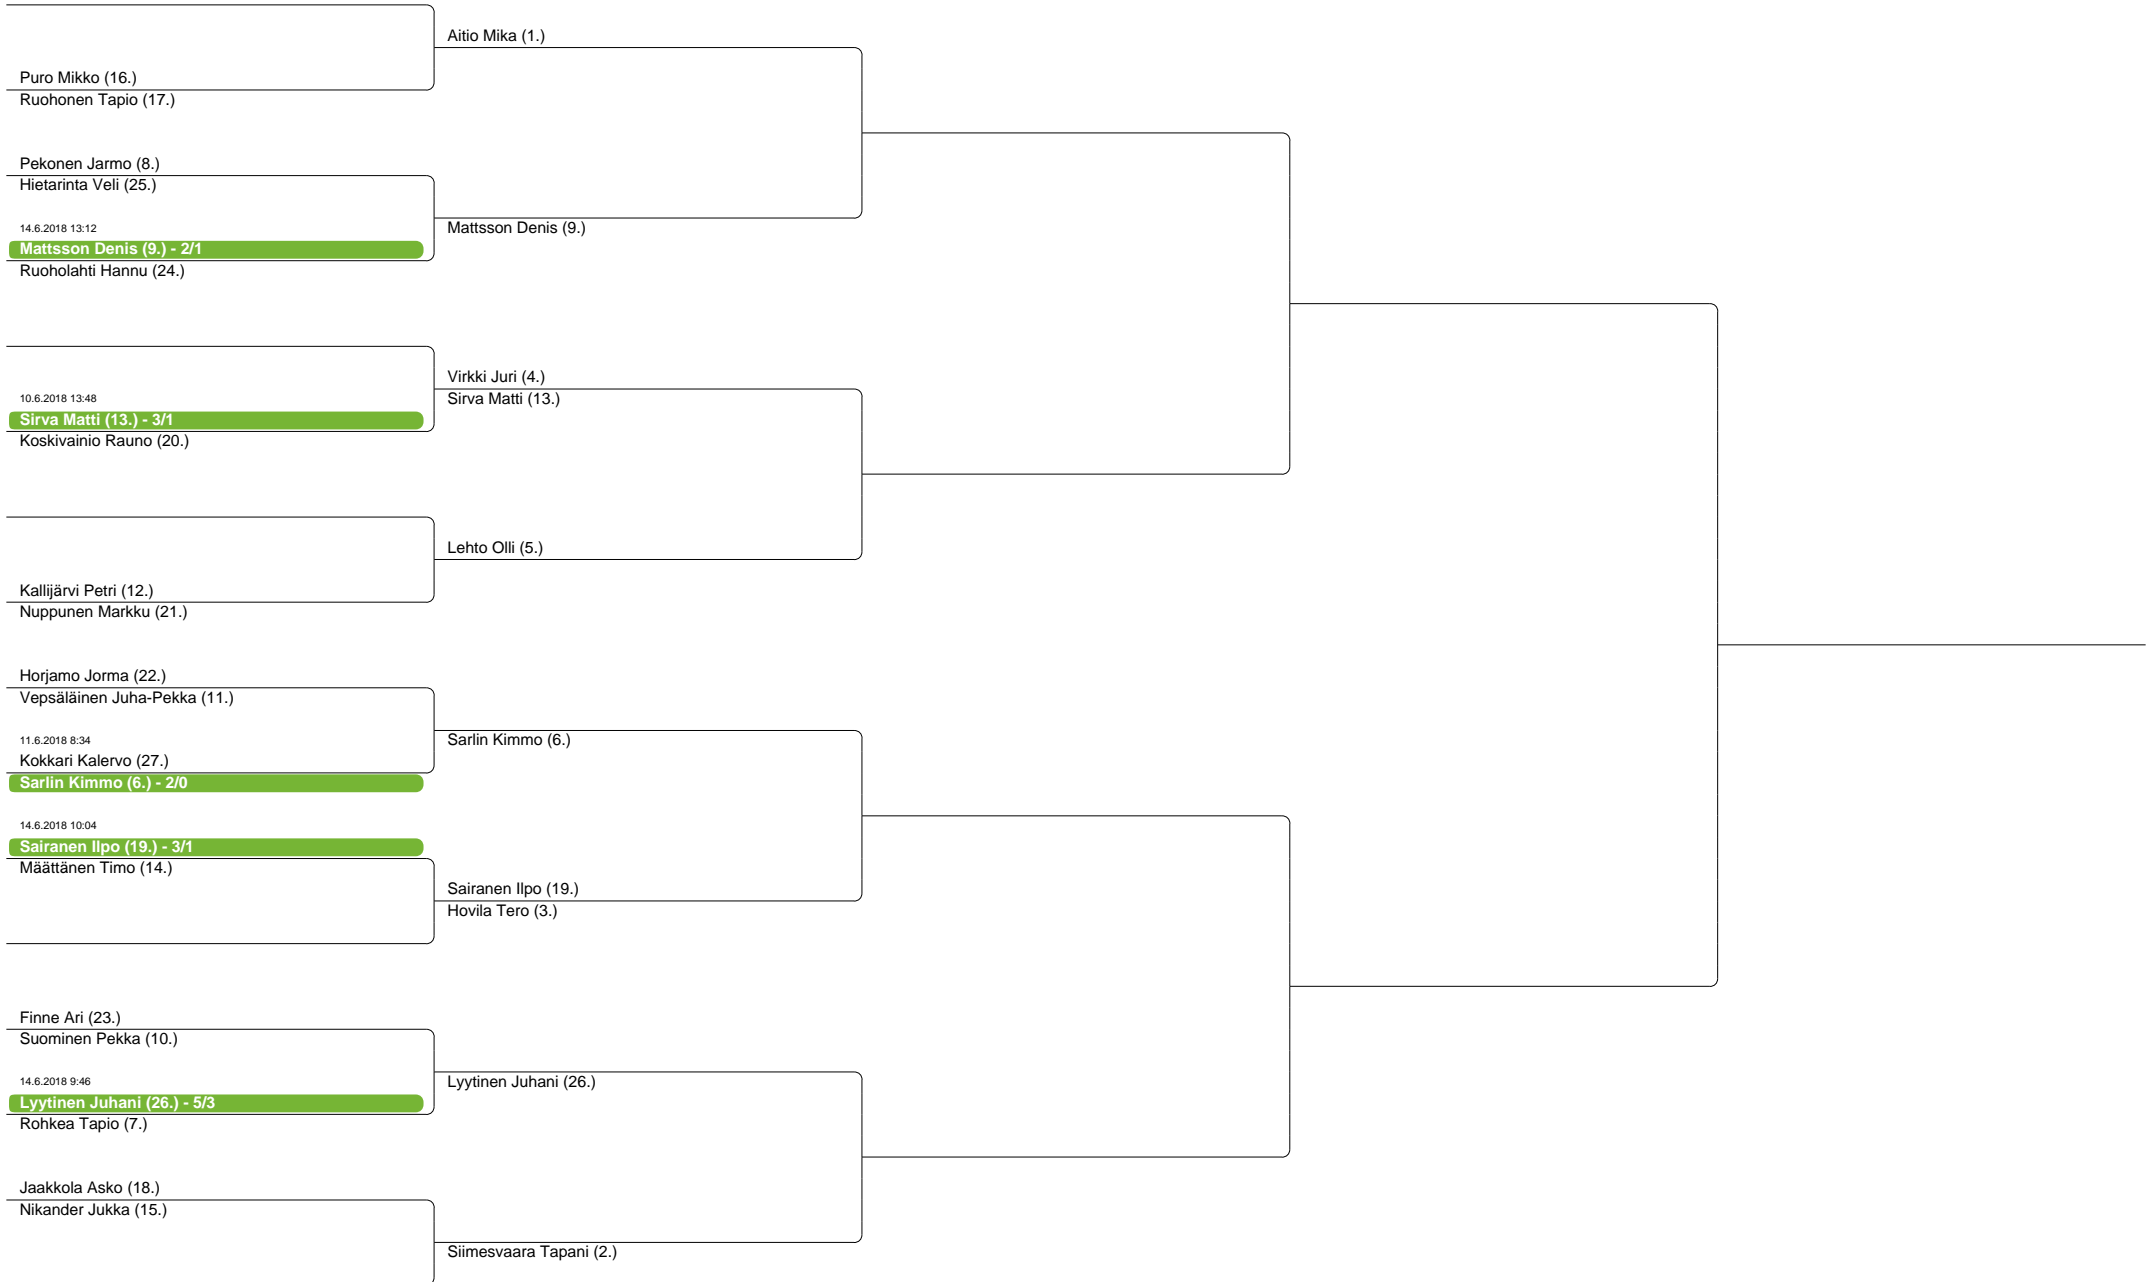 Aitio Mika (1.)
Puro Mikko (16.)
Ruohonen Tapio (17.)
Pekonen Jarmo (8.)
Hietarinta Veli (25.)
14.6.2018 13:12
Mattsson Denis (9.)
Mattsson Denis (9.) - 2/1
Ruoholahti Hannu (24.)
Virkki Juri (4.)
10.6.2018 13:48
Sirva Matti (13.)
Sirva Matti (13.) - 3/1
Koskivainio Rauno (20.)
Lehto Olli (5.)
Kallijärvi Petri (12.)
Nuppunen Markku (21.)
Horjamo Jorma (22.)
Vepsäläinen Juha-Pekka (11.)
11.6.2018 8:34
Sarlin Kimmo (6.)
Kokkari Kalervo (27.)
Sarlin Kimmo (6.) - 2/0
14.6.2018 10:04
Sairanen Ilpo (19.) - 3/1
Määttänen Timo (14.)
Sairanen Ilpo (19.)
Hovila Tero (3.)
Finne Ari (23.)
Suominen Pekka (10.)
14.6.2018 9:46
Lyytinen Juhani (26.)
Lyytinen Juhani (26.) - 5/3
Rohkea Tapio (7.)
Jaakkola Asko (18.)
Nikander Jukka (15.)
Siimesvaara Tapani (2.)